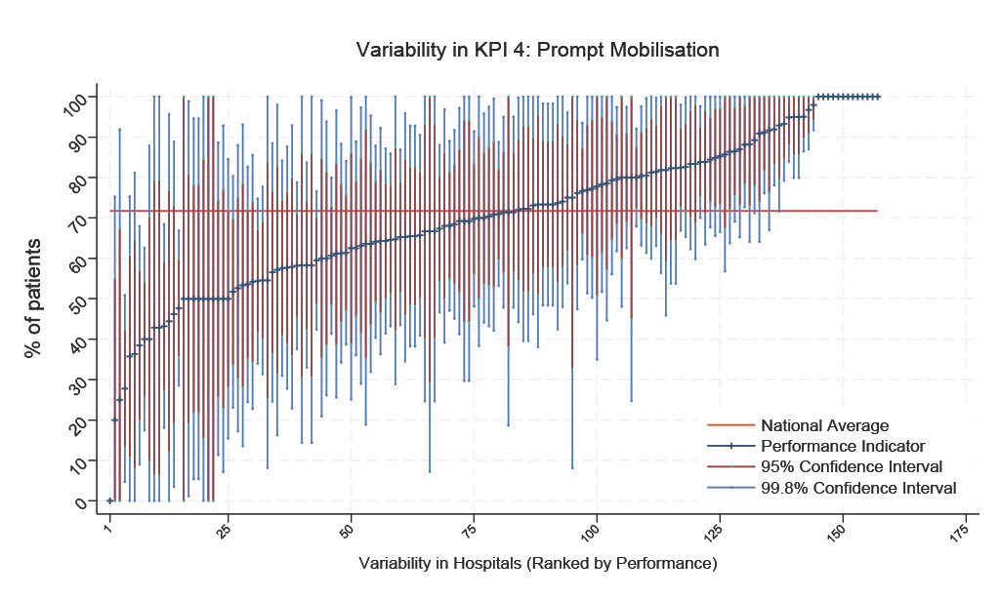 Variability in KPI 4: Prompt Mobilisation
% of patients
100
90
80
70
60
50
40
30
20
10
0
1
25
50
75
100
125
150
175
Variability in Hospitals (Ranked by Performance)
National Average
Performance Indicator
95% Confidence Interval
99.8% Confidence Interval